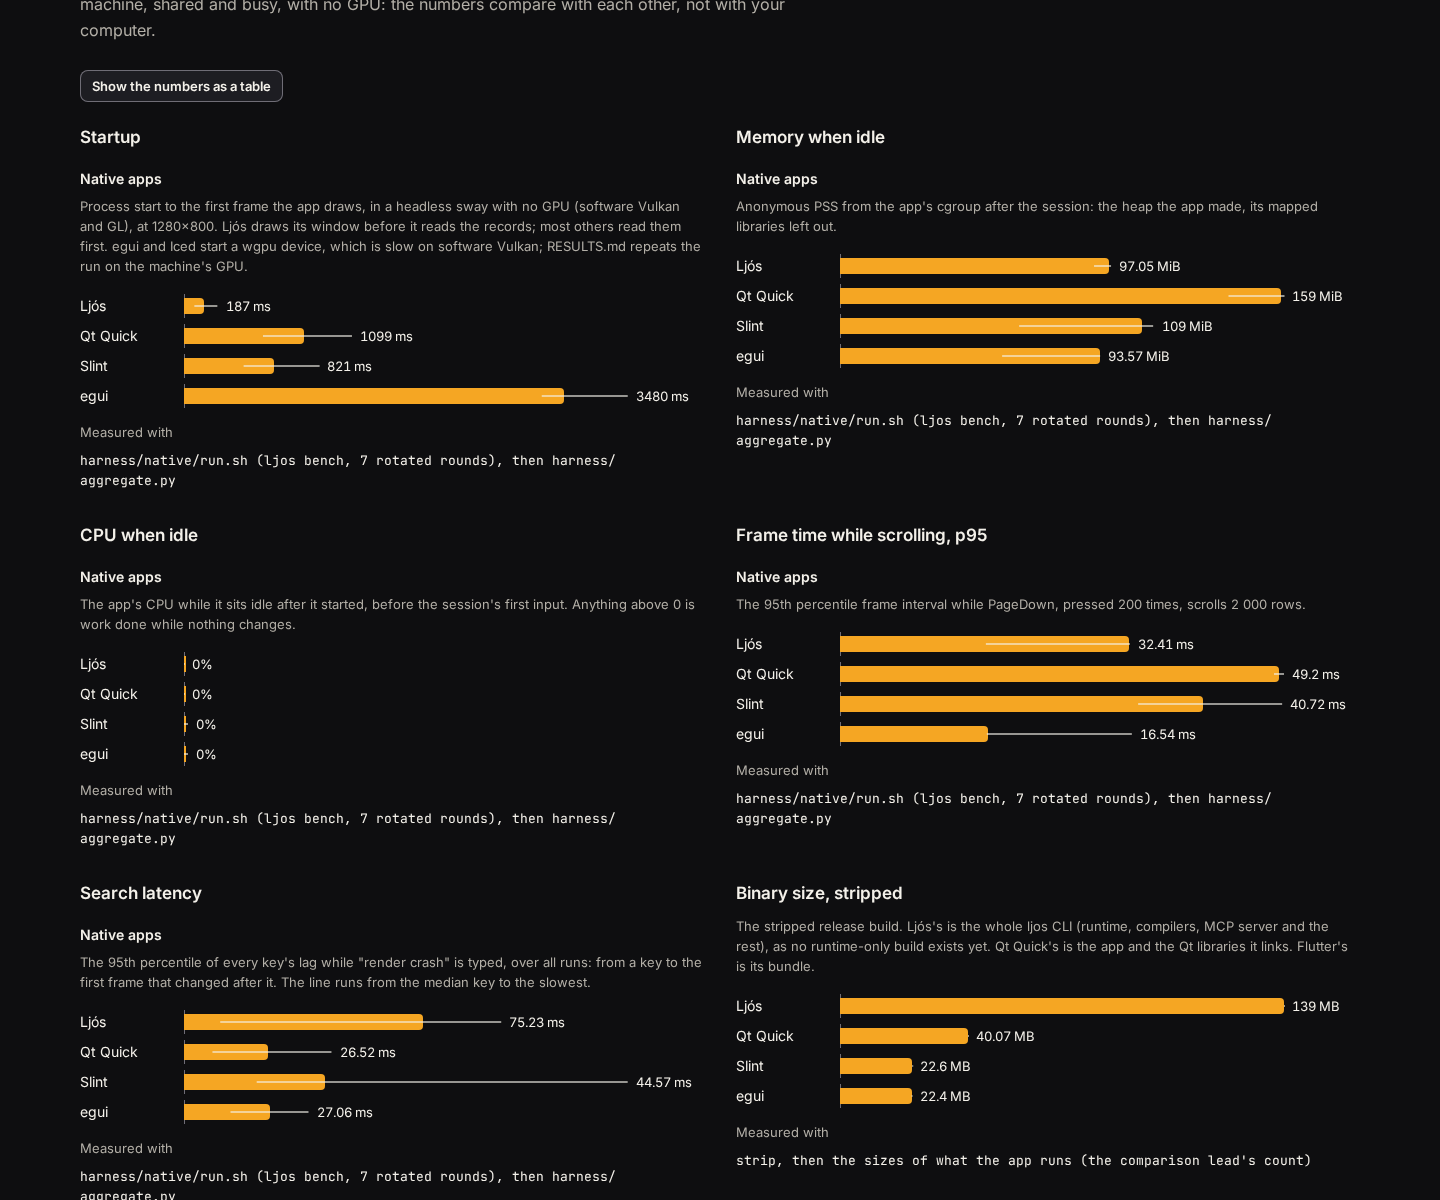 machine, shared and busy, with no GPU: the numbers compare with each other, not with your
computer.
Show the numbers as a table
Startup
Native apps
Process start to the first frame the app draws, in a headless sway with no GPU (software Vulkan
and GL), at 1280×800. Ljós draws its window before it reads the records; most others read them
first. egui and Iced start a wgpu device, which is slow on software Vulkan; RESULTS.md repeats the
run on the machine's GPU.
Ljós 187 ms
Qt Quick 1099 ms
Slint 821 ms
egui 3480 ms
Measured with
harness/native/run.sh (ljos bench, 7 rotated rounds), then harness/
aggregate.py
Memory when idle
Native apps
Anonymous PSS from the app's cgroup after the session: the heap the app made, its mapped
libraries left out.
Ljós 97.05 MiB
Qt Quick 159 MiB
Slint 109 MiB
egui 93.57 MiB
Measured with
harness/native/run.sh (ljos bench, 7 rotated rounds), then harness/
aggregate.py
CPU when idle
Native apps
The app's CPU while it sits idle after it started, before the session's first input. Anything above 0 is
work done while nothing changes.
Ljós 0%
Qt Quick 0%
Slint 0%
egui 0%
Measured with
harness/native/run.sh (ljos bench, 7 rotated rounds), then harness/
aggregate.py
Frame time while scrolling, p95
Native apps
The 95th percentile frame interval while PageDown, pressed 200 times, scrolls 2 000 rows.
Ljós 32.41 ms
Qt Quick 49.2 ms
Slint 40.72 ms
egui 16.54 ms
Measured with
harness/native/run.sh (ljos bench, 7 rotated rounds), then harness/
aggregate.py
Search latency
Native apps
The 95th percentile of every key's lag while "render crash" is typed, over all runs: from a key to the
first frame that changed after it. The line runs from the median key to the slowest.
Ljós 75.23 ms
Qt Quick 26.52 ms
Slint 44.57 ms
egui 27.06 ms
Measured with
harness/native/run.sh (ljos bench, 7 rotated rounds), then harness/
aggregate.py
Binary size, stripped
The stripped release build. Ljós's is the whole ljos CLI (runtime, compilers, MCP server and the
rest), as no runtime-only build exists yet. Qt Quick's is the app and the Qt libraries it links. Flutter's
is its bundle.
Ljós 139 MB
Qt Quick 40.07 MB
Slint 22.6 MB
egui 22.4 MB
Measured with
strip, then the sizes of what the app runs (the comparison lead's count)